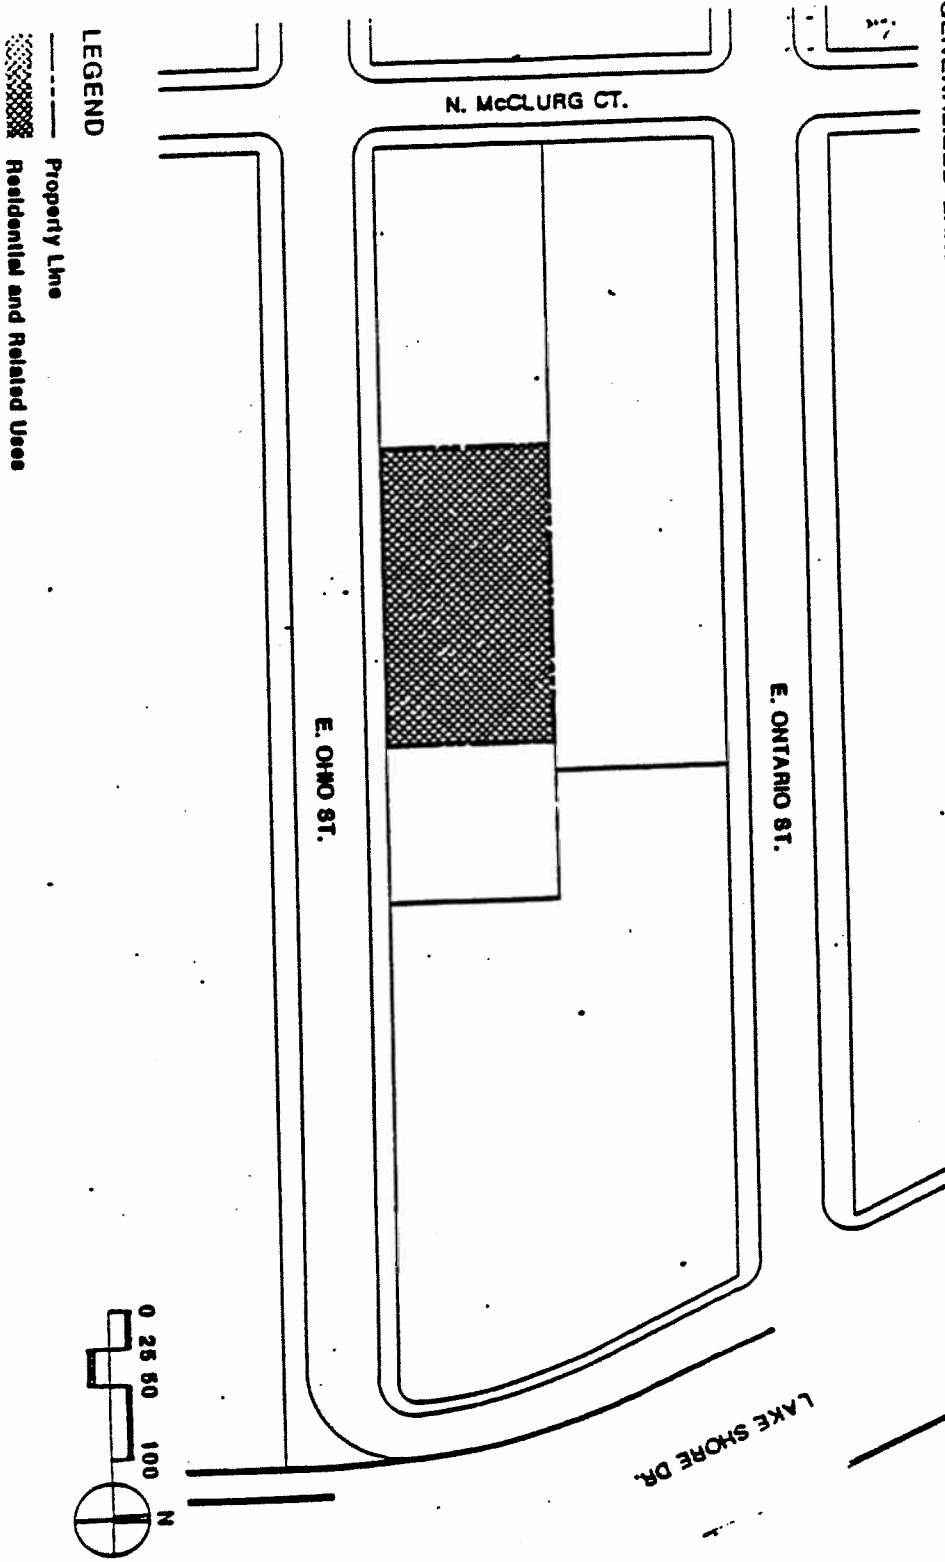 N. McCLURG CT.
E. ONTARIO ST.
E. OHIO ST.
LAKE SHORE DR.
LEGEND
Property Line
Residential and Related Uses
0 25 50 100
N